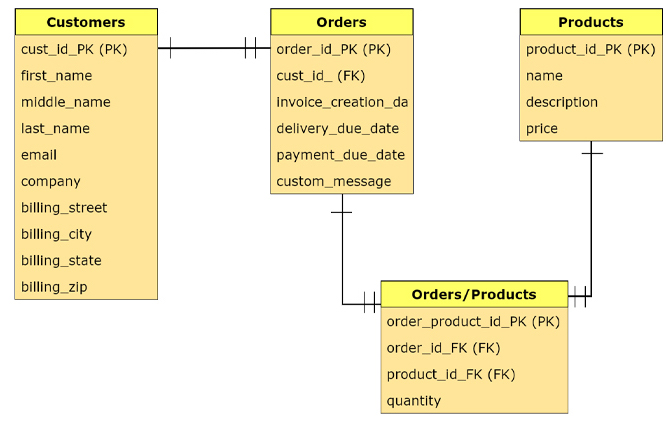 Customers
cust_id_PK (PK)
first_name
middle_name
last_name
email
company
billing_street
billing_city
billing_state
billing_zip
Orders
order_id_PK (PK)
cust_id_ (FK)
invoice_creation_da
delivery_due_date
payment_due_date
custom_message
Products
product_id_PK (PK)
name
description
price
Orders/Products
order_product_id_PK (PK)
order_id_FK (FK)
product_id_FK (FK)
quantity